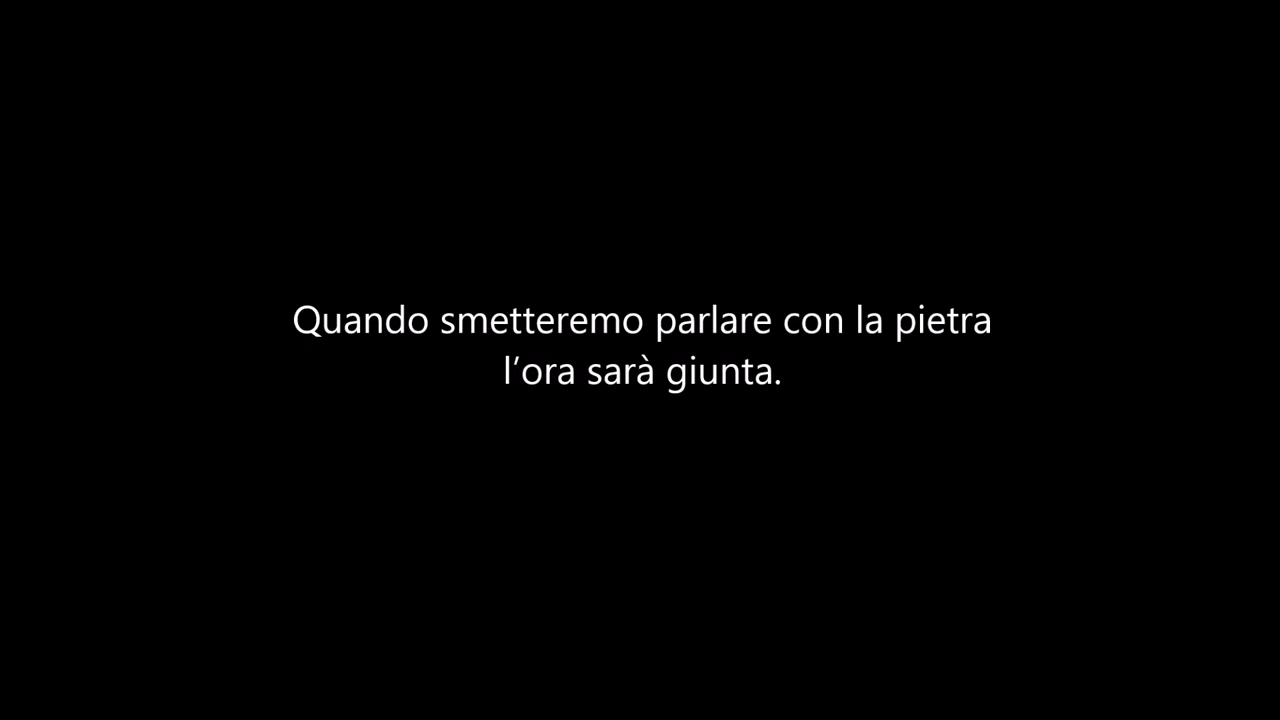 Quando smetteremo parlare con la pietra
l’ora sarà giunta.